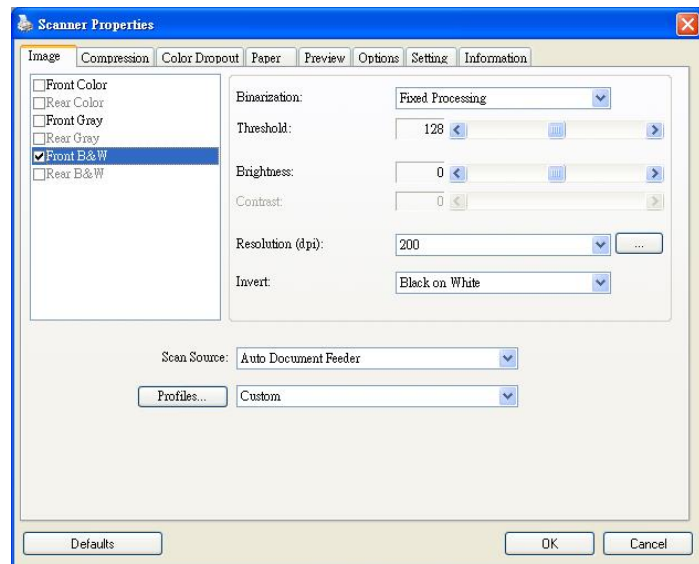 Scanner Properties
Image Compression Color Dropout Paper Preview Options Setting Information
Front Color
Rear Color
Front Gray
Rear Gray
Front B&W
Rear B&W
Binarization: Fixed Processing
Threshold: 128
Brightness: 0
Contrast: 0
Resolution (dpi): 200 ...
Invert: Black on White
Scan Source: Auto Document Feeder
Profiles... Custom
Defaults OK Cancel